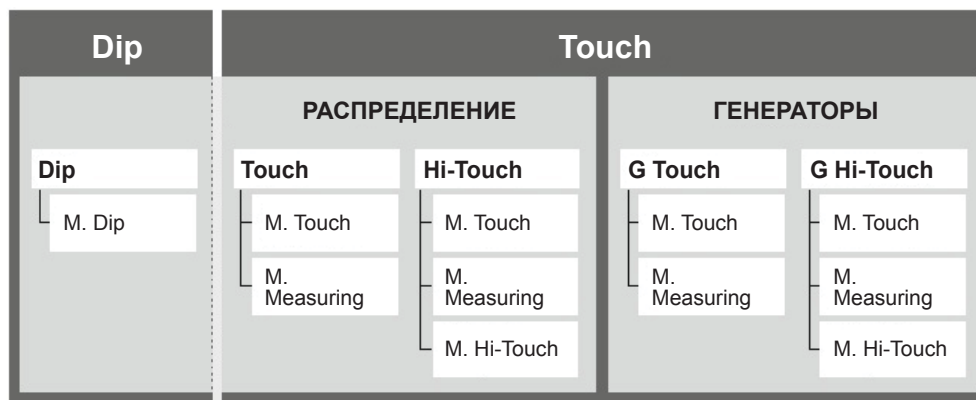 Dip
Touch
РАСПРЕДЕЛЕНИЕ
ГЕНЕРАТОРЫ
Dip
M. Dip
Touch
M. Touch
M.
Measuring
Hi-Touch
M. Touch
M.
Measuring
M. Hi-Touch
G Touch
M. Touch
M.
Measuring
G Hi-Touch
M. Touch
M.
Measuring
M. Hi-Touch